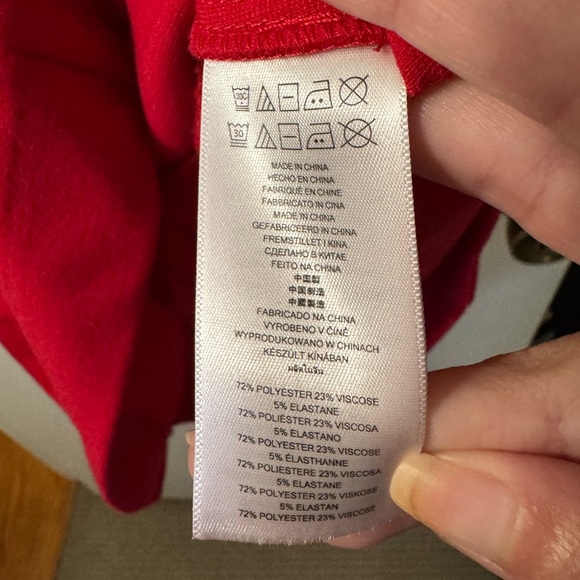 30
MADE IN CHINA
HECHO EN CHINA
FABRIQUÉ EN CHINE
FABBRICATO IN CINA
MADE IN CHINA
GEFABRICEERD IN CHINA
FREMSTILLET I KINA
СДЕЛАНО В КИТАЕ
FEITO NA CHINA
中国製
中国制造
中國製造
FABRICADO NA CHINA
VYROBENO V ČÍNĚ
WYPRODUKOWANO W CHINACH
KÉSZÜLT KÍNÁBAN
ผลิตในจีน
72% POLYESTER 23% VISCOSE
5% ELASTANE
72% POLIÉSTER 23% VISCOSA
5% ELASTANO
72% POLYESTER 23% VISCOSE
5% ÉLASTHANNE
72% POLIESTERE 23% VISCOSA
5% ELASTANE
72% POLYESTER 23% VISKOSE
5% ELASTAN
72% POLYESTER 23% VISCOSE